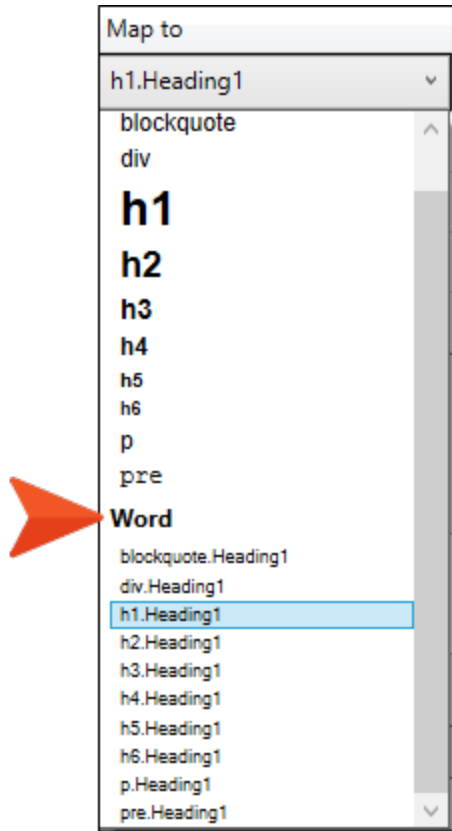 Map to
h1.Heading1
blockquote
div
h1
h2
h3
h4
h5
h6
p
pre
Word
blockquote.Heading1
div.Heading1
h1.Heading1
h2.Heading1
h3.Heading1
h4.Heading1
h5.Heading1
h6.Heading1
p.Heading1
pre.Heading1